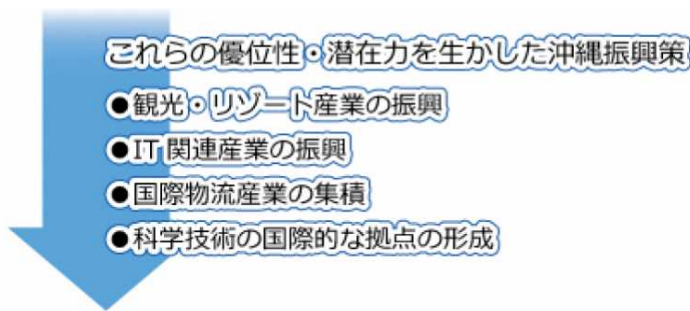 これらの優位性・潜在力を生かした沖縄振興策
●観光・リゾート産業の振興
●IT関連産業の振興
●国際物流産業の集積
●科学技術の国際的な拠点の形成